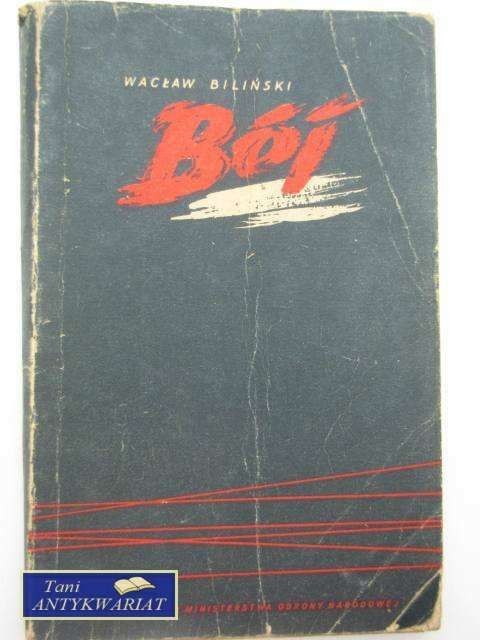 WACŁAW BILIŃSKI
Bój
MINISTERSTWA OBRONY NARODOWEJ
Tani
ANTYKWARIAT